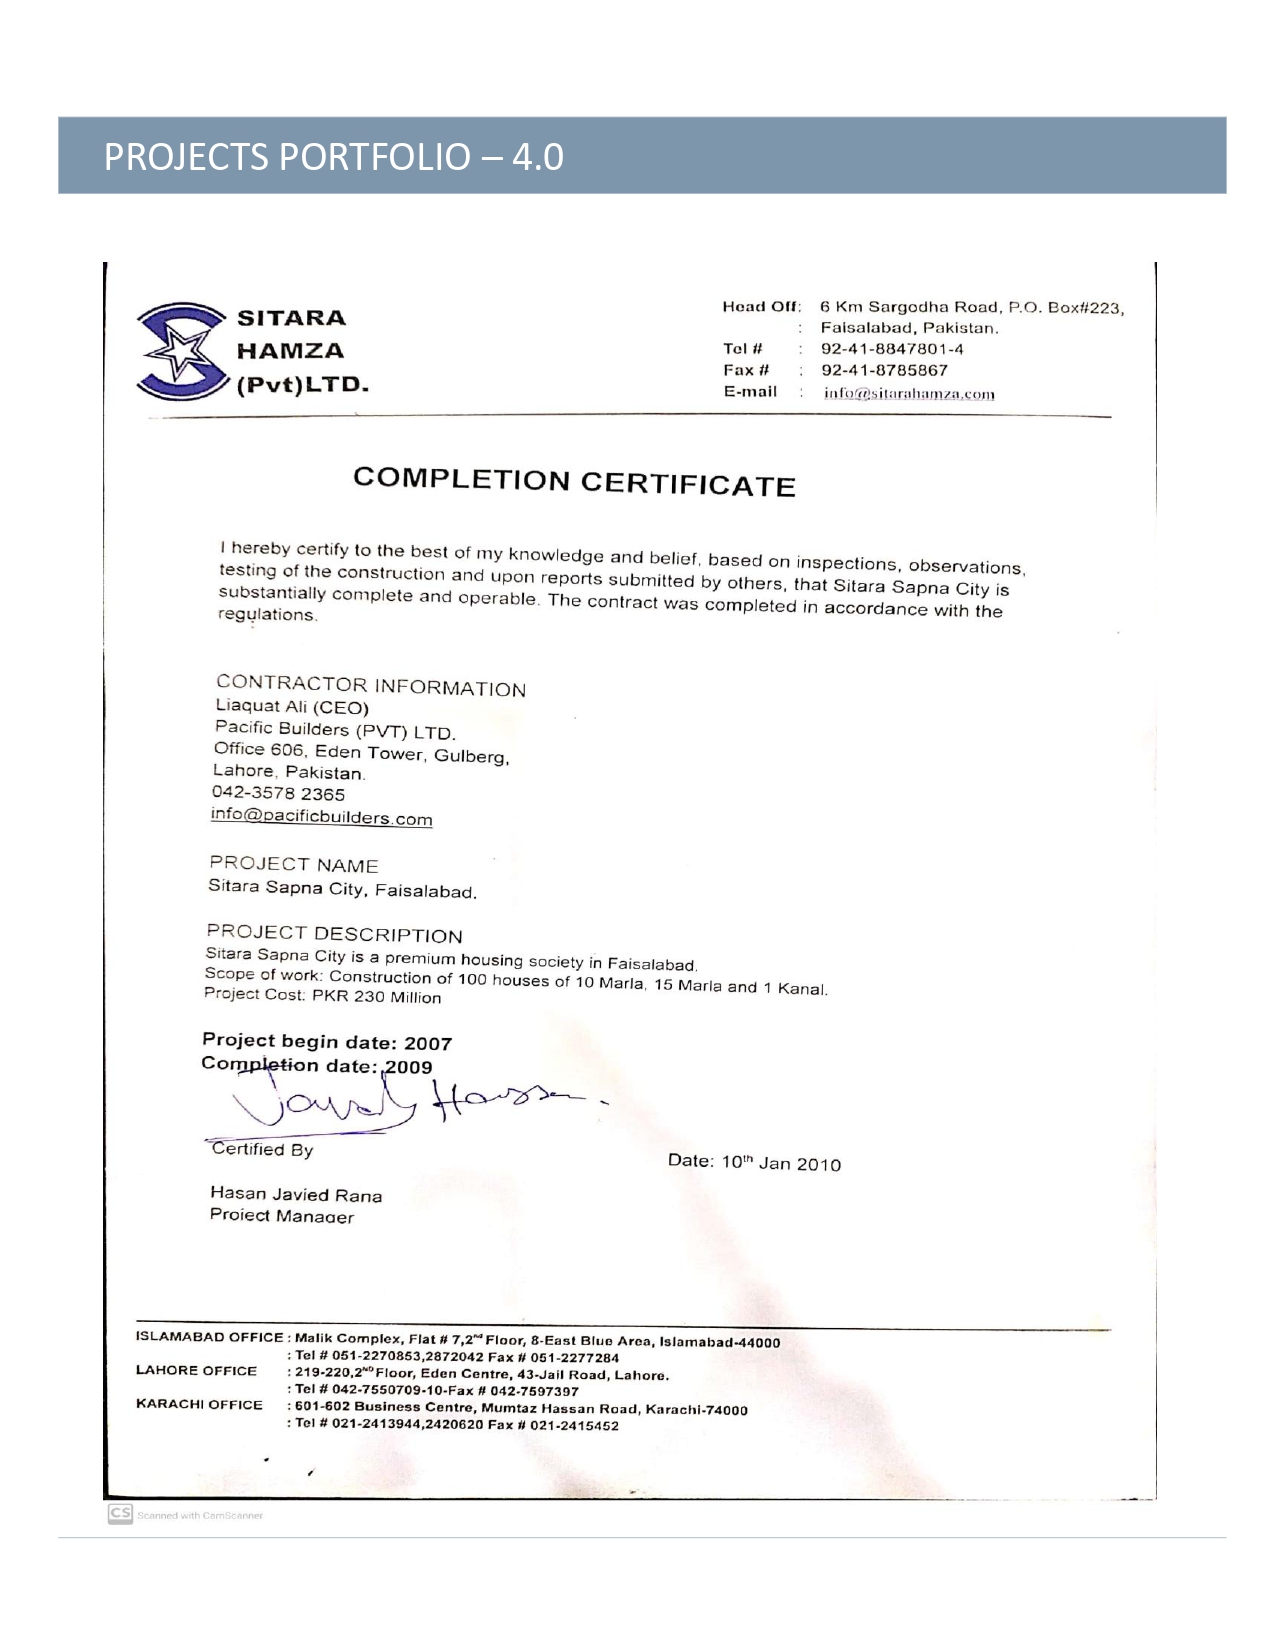 PROJECTS PORTFOLIO – 4.0
SITARA
HAMZA
(Pvt)LTD.
Head Off: 6 Km Sargodha Road, P.O. Box#223,
: Faisalabad, Pakistan.
Tel # : 92-41-8847801-4
Fax # : 92-41-8785867
E-mail : info@sitarahamza.com
COMPLETION CERTIFICATE
I hereby certify to the best of my knowledge and belief, based on inspections, observations,
testing of the construction and upon reports submitted by others, that Sitara Sapna City is
substantially complete and operable. The contract was completed in accordance with the
regulations.
CONTRACTOR INFORMATION
Liaquat Ali (CEO)
Pacific Builders (PVT) LTD.
Office 606, Eden Tower, Gulberg,
Lahore, Pakistan.
042-3578 2365
info@pacificbuilders.com
PROJECT NAME
Sitara Sapna City, Faisalabad.
PROJECT DESCRIPTION
Sitara Sapna City is a premium housing society in Faisalabad.
Scope of work: Construction of 100 houses of 10 Marla, 15 Marla and 1 Kanal.
Project Cost: PKR 230 Million
Project begin date: 2007
Completion date: 2009
Certified By
Date: 10th Jan 2010
Hasan Javied Rana
Project Manager
ISLAMABAD OFFICE : Malik Complex, Flat # 7,2nd Floor, 8-East Blue Area, Islamabad-44000
: Tel # 051-2270853,2872042 Fax # 051-2277284
LAHORE OFFICE : 219-220,2ND Floor, Eden Centre, 43-Jail Road, Lahore.
: Tel # 042-7550709-10-Fax # 042-7597397
KARACHI OFFICE : 601-602 Business Centre, Mumtaz Hassan Road, Karachi-74000
: Tel # 021-2413944,2420620 Fax # 021-2415452
CS Scanned with CamScanner